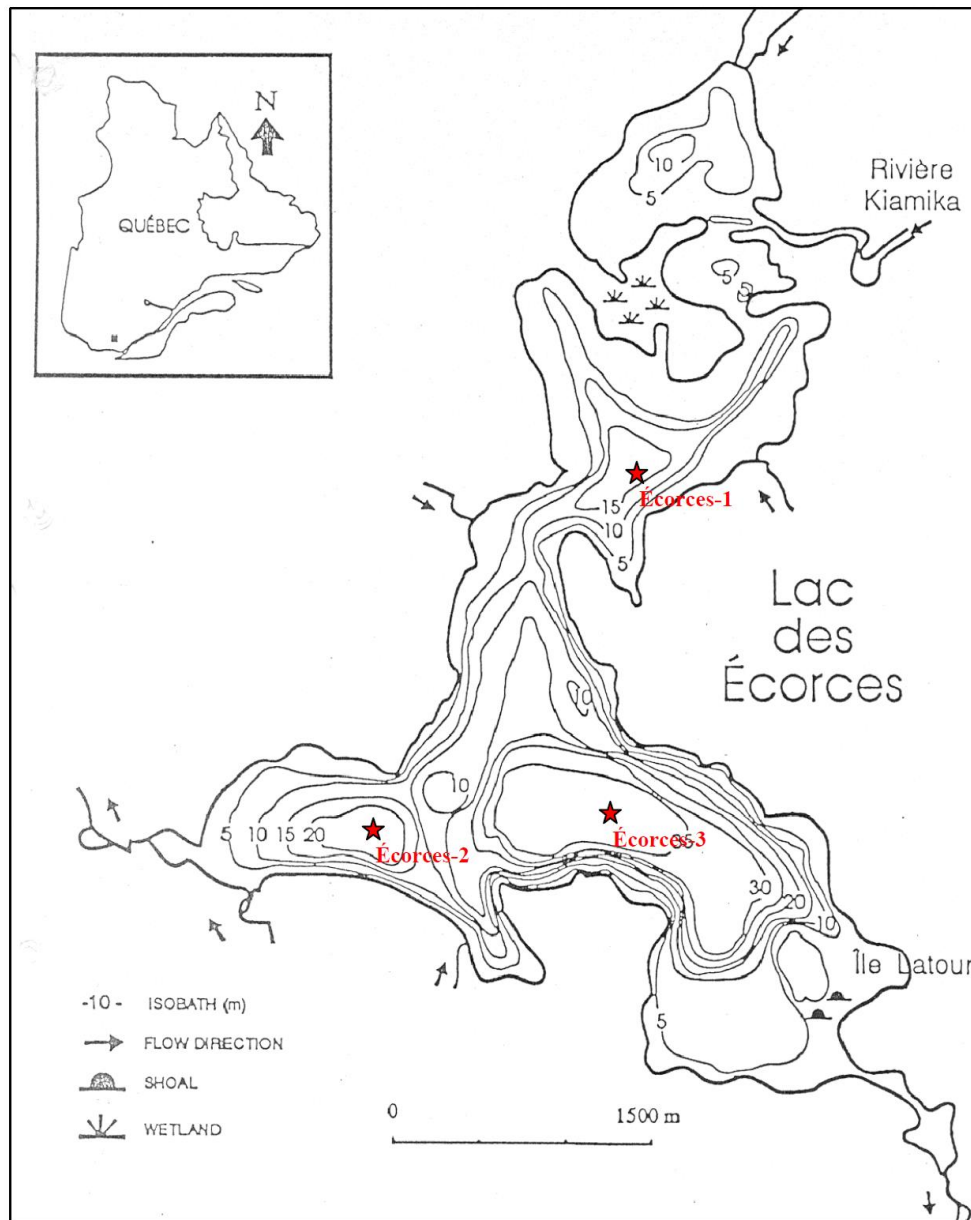 N
QUÉBEC
10
5
Rivière
Kiamika
5
5
Écorces-1
15
10
5
Lac
des
Écorces
10
10
5 10 15 20
Écorces-2
Écorces-3
35
30
20
10
Île Latour
5
-10- ISOBATH (m)
FLOW DIRECTION
SHOAL
WETLAND
0 1500 m